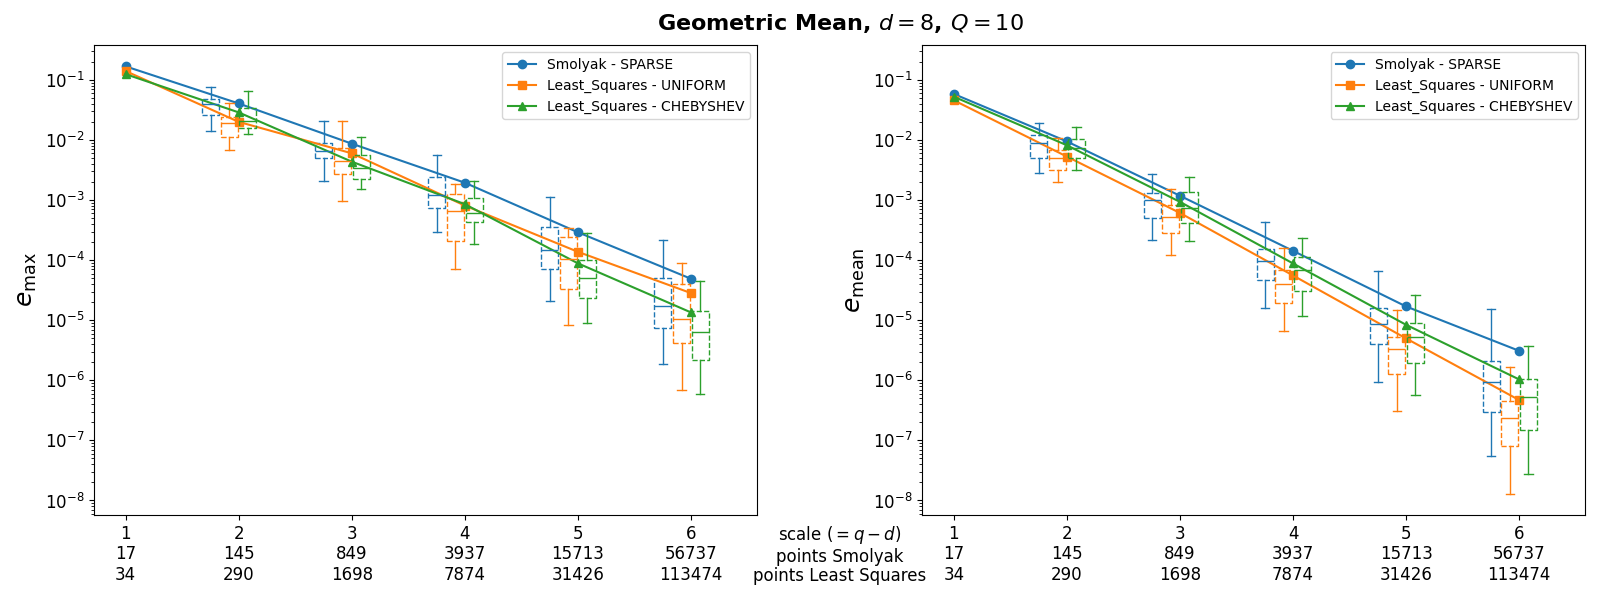 Geometric Mean, d = 8, Q = 10
Smolyak - SPARSE
Least_Squares - UNIFORM
Least_Squares - CHEBYSHEV
10⁻¹
10⁻²
10⁻³
10⁻⁴
10⁻⁵
10⁻⁶
10⁻⁷
10⁻⁸
e_max
1 2 3 4 5 6
17 145 849 3937 15713 56737
34 290 1698 7874 31426 113474
scale (= q − d)
points Smolyak
points Least Squares
Smolyak - SPARSE
Least_Squares - UNIFORM
Least_Squares - CHEBYSHEV
10⁻¹
10⁻²
10⁻³
10⁻⁴
10⁻⁵
10⁻⁶
10⁻⁷
10⁻⁸
e_mean
1 2 3 4 5 6
17 145 849 3937 15713 56737
34 290 1698 7874 31426 113474